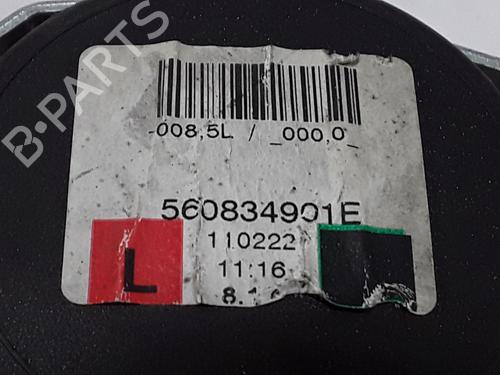 B-PARTS
-008,5L / _000,0_
560834901E
110222
11:16
L